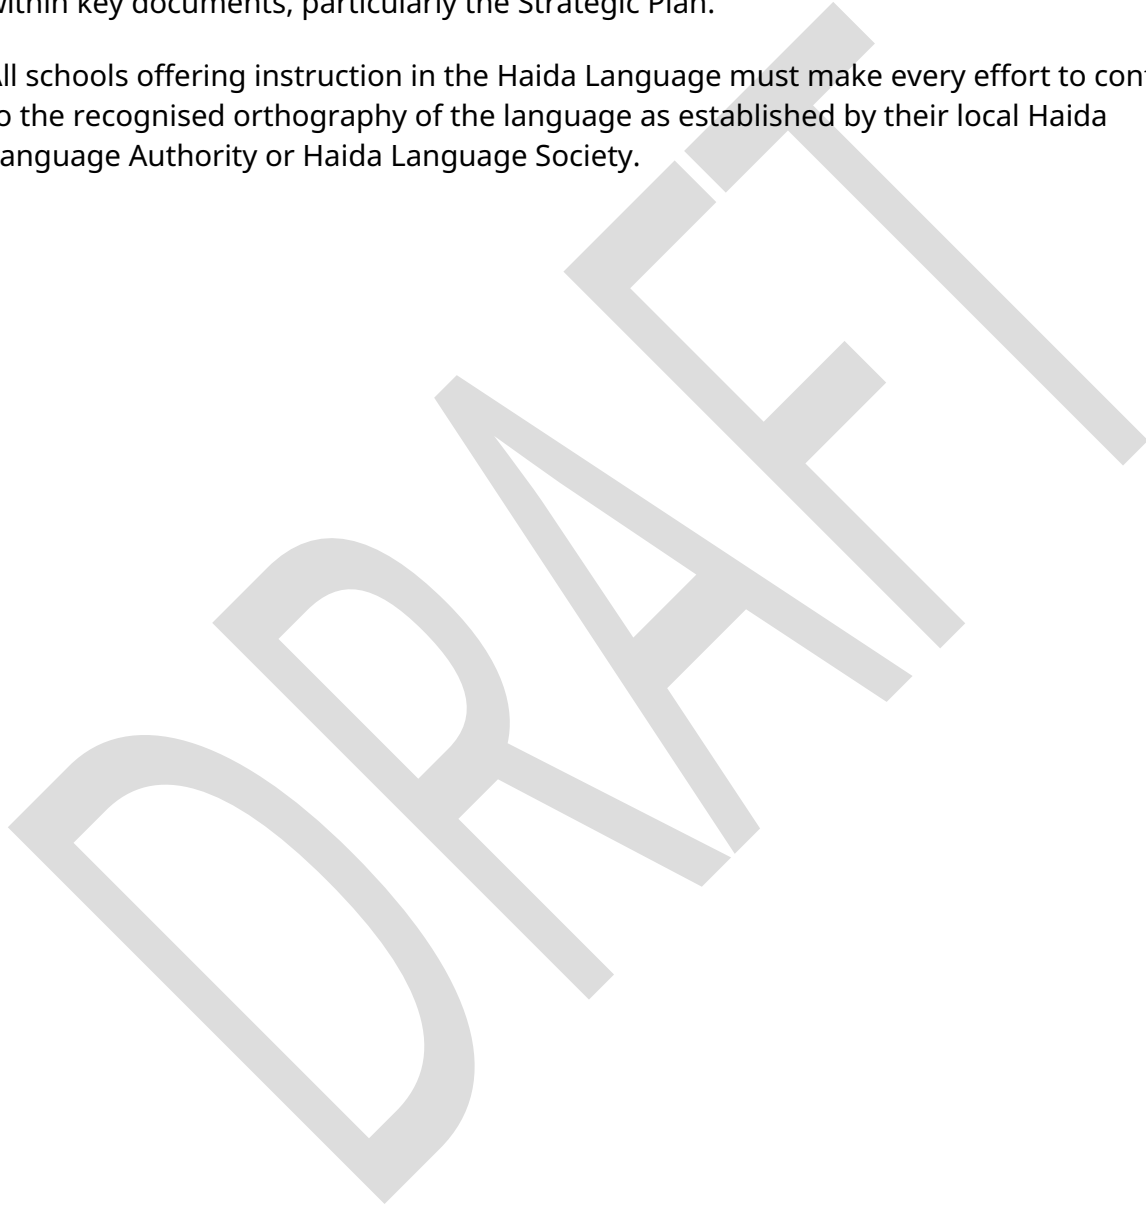 within key documents, particularly the Strategic Plan.
ll schools offering instruction in the Haida Language must make every effort to
o the recognised orthography of the language as established by their local Haida
anguage Authority or Haida Language Society.
DRAFT